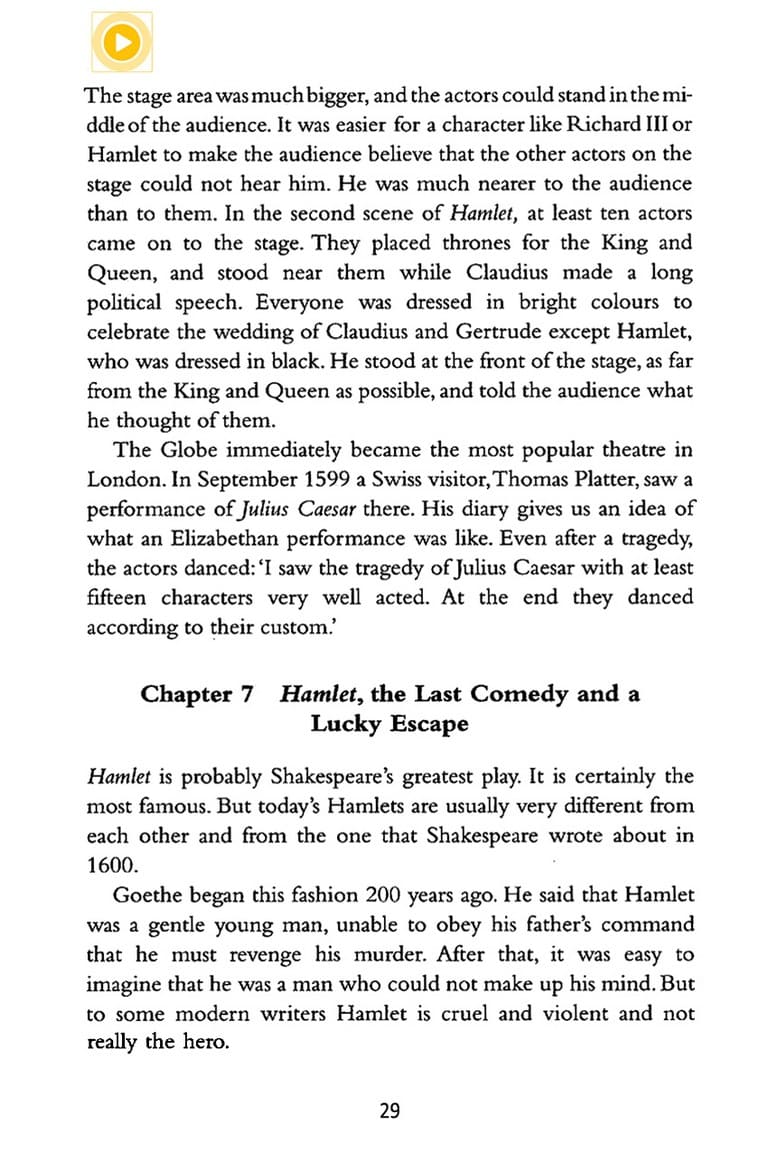 The stage area was much bigger, and the actors could stand in the mi-
ddle of the audience. It was easier for a character like Richard III or
Hamlet to make the audience believe that the other actors on the
stage could not hear him. He was much nearer to the audience
than to them. In the second scene of Hamlet, at least ten actors
came on to the stage. They placed thrones for the King and
Queen, and stood near them while Claudius made a long
political speech. Everyone was dressed in bright colours to
celebrate the wedding of Claudius and Gertrude except Hamlet,
who was dressed in black. He stood at the front of the stage, as far
from the King and Queen as possible, and told the audience what
he thought of them.
The Globe immediately became the most popular theatre in
London. In September 1599 a Swiss visitor, Thomas Platter, saw a
performance of Julius Caesar there. His diary gives us an idea of
what an Elizabethan performance was like. Even after a tragedy,
the actors danced: ‘I saw the tragedy of Julius Caesar with at least
fifteen characters very well acted. At the end they danced
according to their custom.’
Chapter 7 Hamlet, the Last Comedy and a
Lucky Escape
Hamlet is probably Shakespeare’s greatest play. It is certainly the
most famous. But today’s Hamlets are usually very different from
each other and from the one that Shakespeare wrote about in
1600.
Goethe began this fashion 200 years ago. He said that Hamlet
was a gentle young man, unable to obey his father’s command
that he must revenge his murder. After that, it was easy to
imagine that he was a man who could not make up his mind. But
to some modern writers Hamlet is cruel and violent and not
really the hero.
29